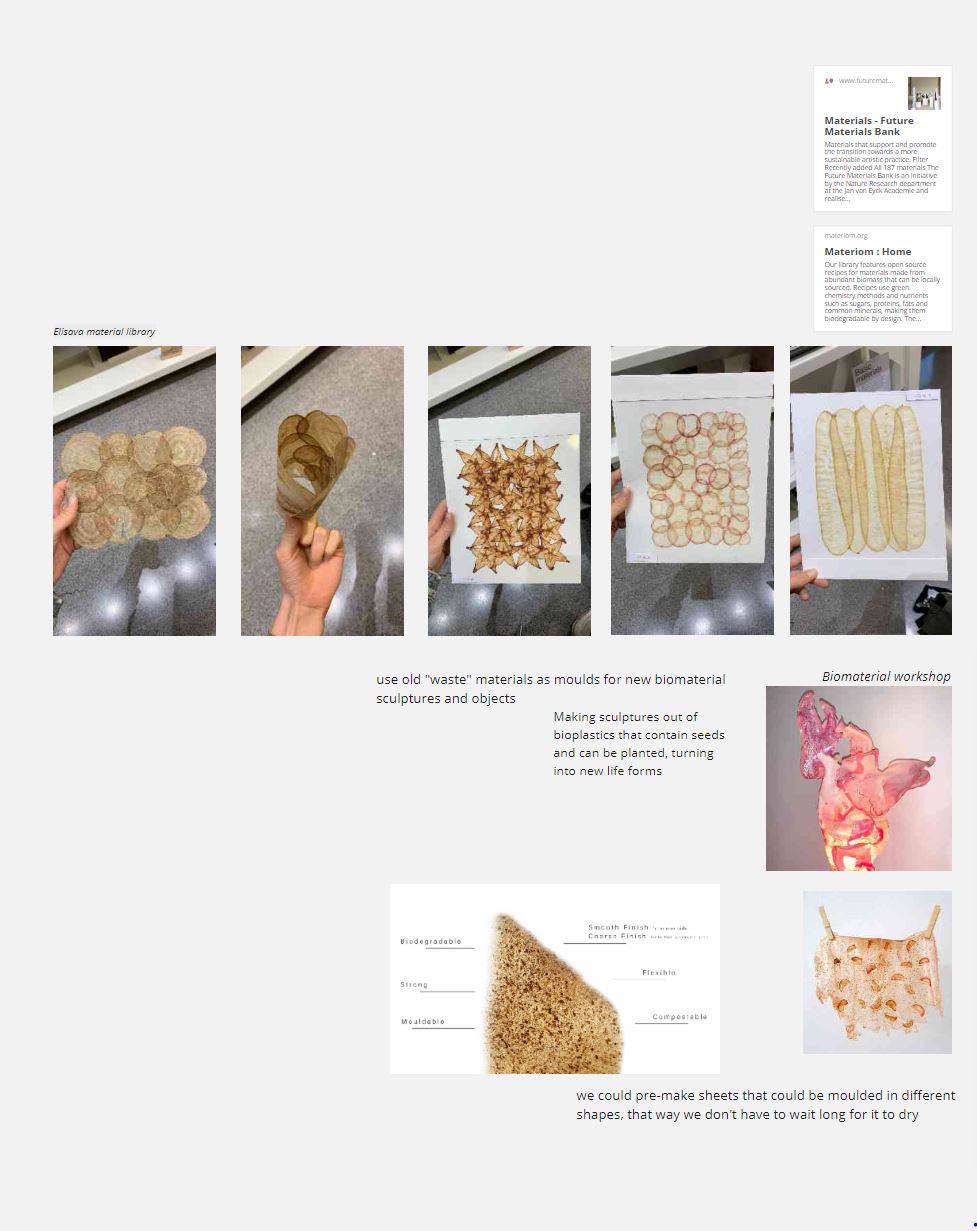 www.futuremat...
Materials - Future
Materials Bank
Materials that support and promote
the transition towards a more
sustainable artistic practice. Filter
Recently added All 187 materials The
Future Materials Bank is an initiative
by the Nature Research department
at the Jan van Eyck Academie and
realise...
materiom.org
Materiom : Home
Our library features open source
recipes for materials made from
abundant biomass that can be locally
sourced. Recipes use green
chemistry methods and nutrients
such as sugars, proteins, fats and
common minerals, making them
biodegradable by design. The...
Elisava material library
Basic
materials
use old "waste" materials as moulds for new biomaterial
sculptures and objects
Making sculptures out of
bioplastics that contain seeds
and can be planted, turning
into new life forms
Biomaterial workshop
Biodegradable
Strong
Mouldable
Smooth Finish
Coarse Finish
Flexible
Compostable
we could pre-make sheets that could be moulded in different
shapes, that way we don't have to wait long for it to dry